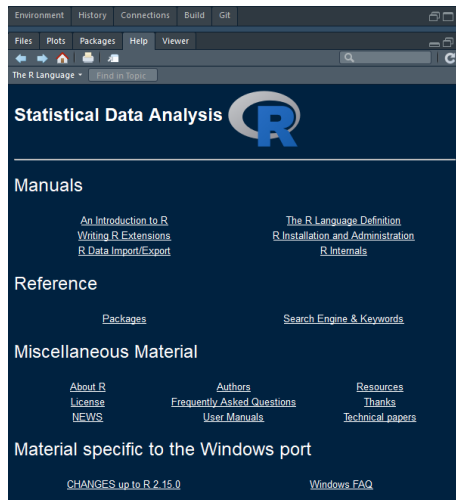 Environment History Connections Build Git
Files Plots Packages Help Viewer
The R Language Find in Topic
Statistical Data Analysis R
Manuals
An Introduction to R The R Language Definition
Writing R Extensions R Installation and Administration
R Data Import/Export R Internals
Reference
Packages Search Engine & Keywords
Miscellaneous Material
About R Authors Resources
License Frequently Asked Questions Thanks
NEWS User Manuals Technical papers
Material specific to the Windows port
CHANGES up to R 2.15.0 Windows FAQ